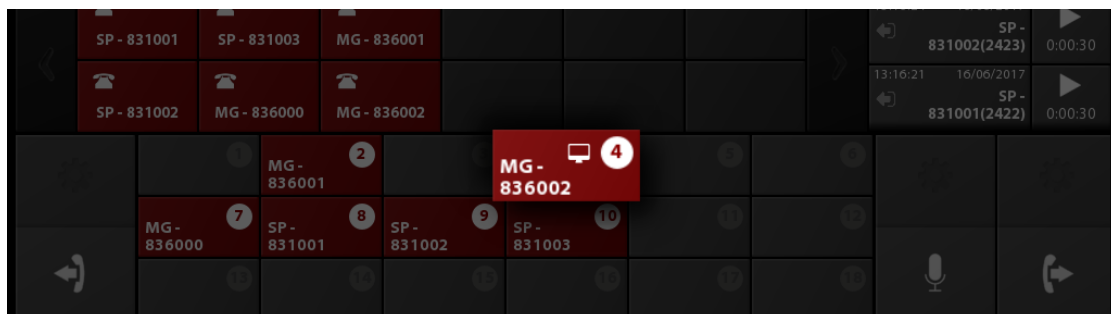 SP - 831001
SP - 831003
MG - 836001
SP - 831002
MG - 836000
MG - 836002
SP -
831002(2423)
0:00:30
13:16:21 16/06/2017
SP -
831001(2422)
0:00:30
1
MG -
836001
2
MG -
836002
4
5
6
MG -
836000
7
SP -
831001
8
SP -
831002
9
SP -
831003
10
11
12
13
14
15
16
17
18